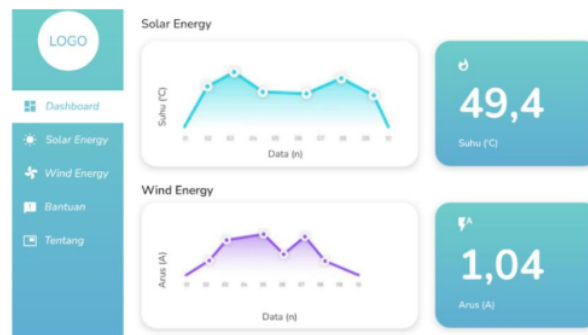 LOGO
Dashboard
Solar Energy
Wind Energy
Bantuan
Tentang
Solar Energy
Suhu (°C)
Data (n)
49,4
Suhu (°C)
Wind Energy
Arus (A)
Data (n)
A
1,04
Arus (A)